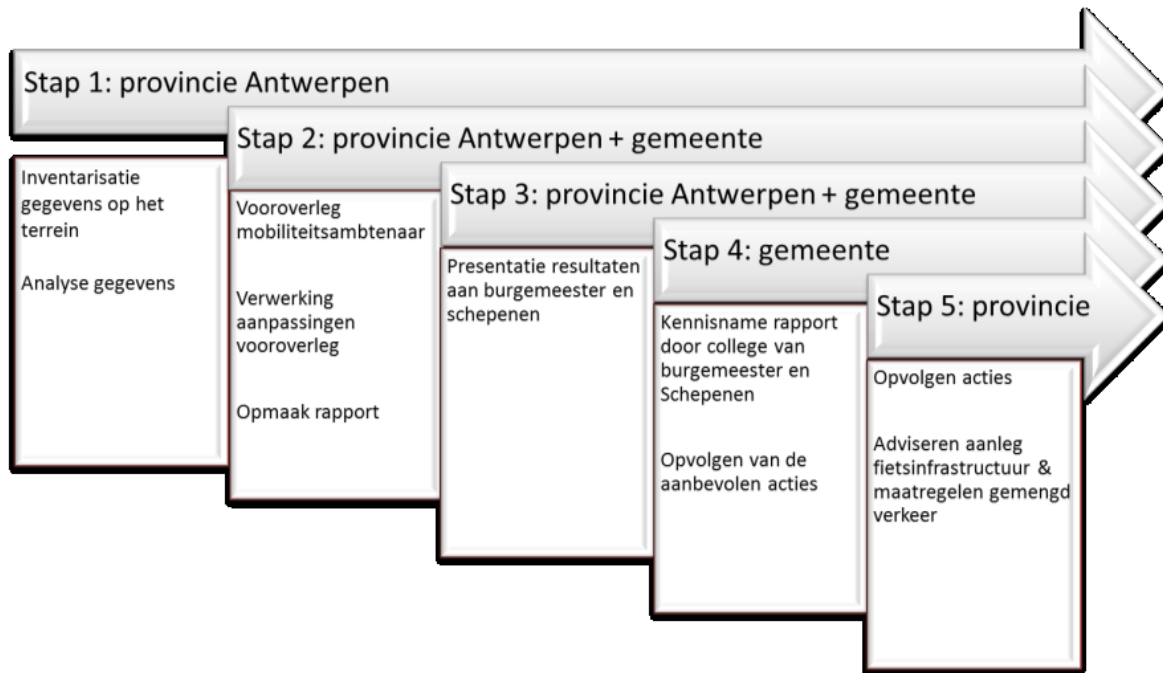 Stap 1: provincie Antwerpen
Inventarisatie
gegevens op het
terrein
Analyse gegevens
Stap 2: provincie Antwerpen + gemeente
Vooroverleg
mobiliteitsambtenaar
Verwerking
aanpassingen
vooroverleg
Opmaak rapport
Stap 3: provincie Antwerpen + gemeente
Presentatie resultaten
aan burgemeester en
schepenen
Stap 4: gemeente
Kennisname rapport
door college van
burgemeester en
Schepenen
Opvolgen van de
aanbevolen acties
Stap 5: provincie
Opvolgen acties
Adviseren aanleg
fietsinfrastructuur &
maatregelen gemengd
verkeer